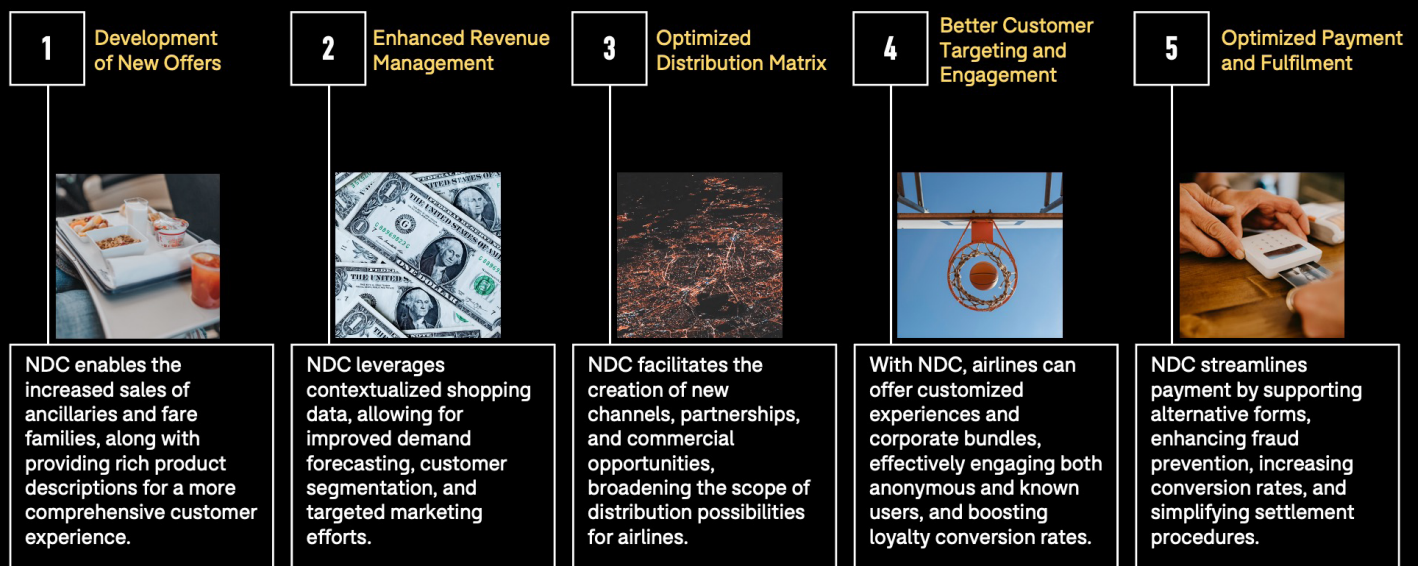 1
Development
of New Offers
2
Enhanced Revenue
Management
3
Optimized
Distribution Matrix
4
Better Customer
Targeting and
Engagement
5
Optimized Payment
and Fulfilment
NDC enables the
increased sales of
ancillaries and fare
families, along with
providing rich product
descriptions for a more
comprehensive customer
experience.
NDC leverages
contextualized shopping
data, allowing for
improved demand
forecasting, customer
segmentation, and
targeted marketing
efforts.
NDC facilitates the
creation of new
channels, partnerships,
and commercial
opportunities,
broadening the scope of
distribution possibilities
for airlines.
With NDC, airlines can
offer customized
experiences and
corporate bundles,
effectively engaging both
anonymous and known
users, and boosting
loyalty conversion rates.
NDC streamlines
payment by supporting
alternative forms,
enhancing fraud
prevention, increasing
conversion rates, and
simplifying settlement
procedures.